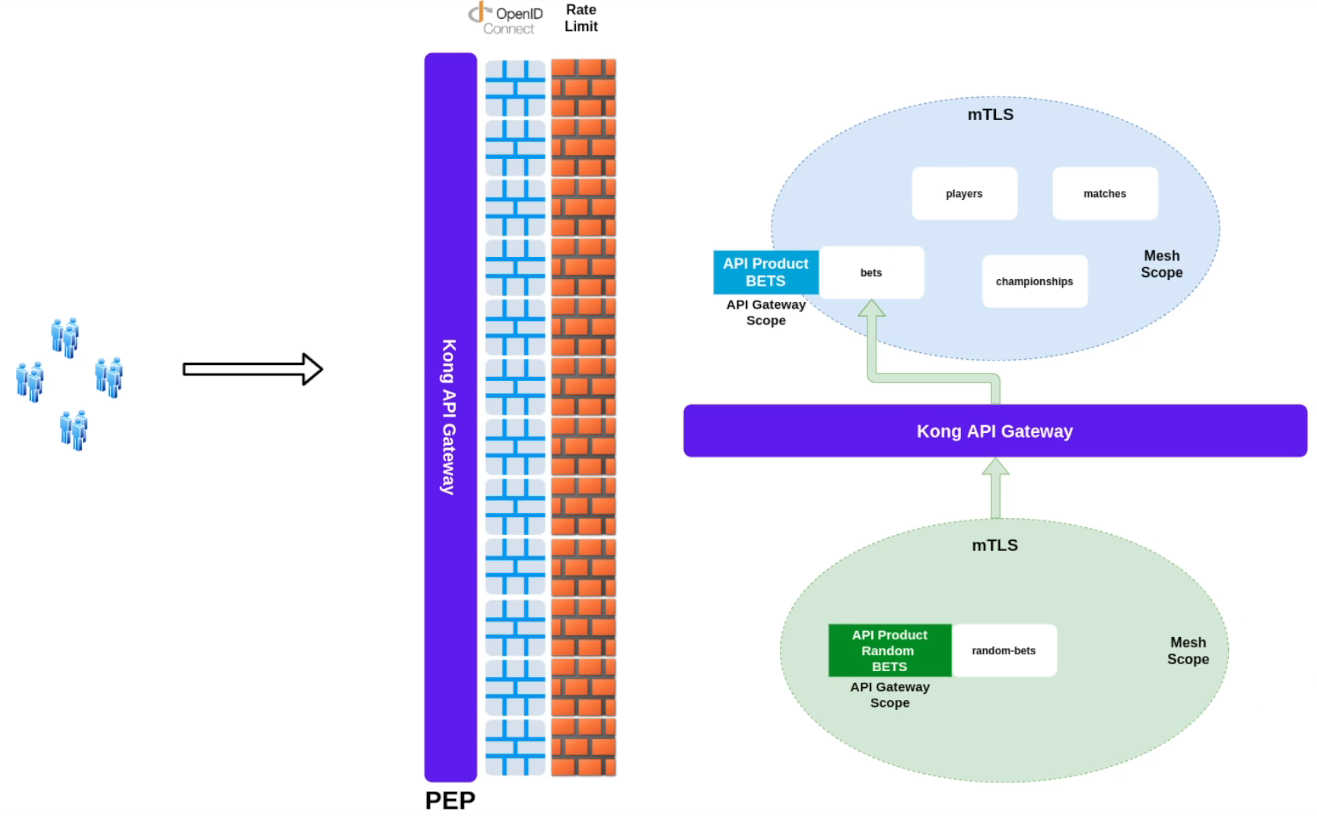 OpenID
Connect
Rate
Limit
Kong API Gateway
PEP
mTLS
players
matches
API Product
BETS
bets
API Gateway
Scope
championships
Mesh
Scope
Kong API Gateway
mTLS
API Product
Random
BETS
random-bets
API Gateway
Scope
Mesh
Scope